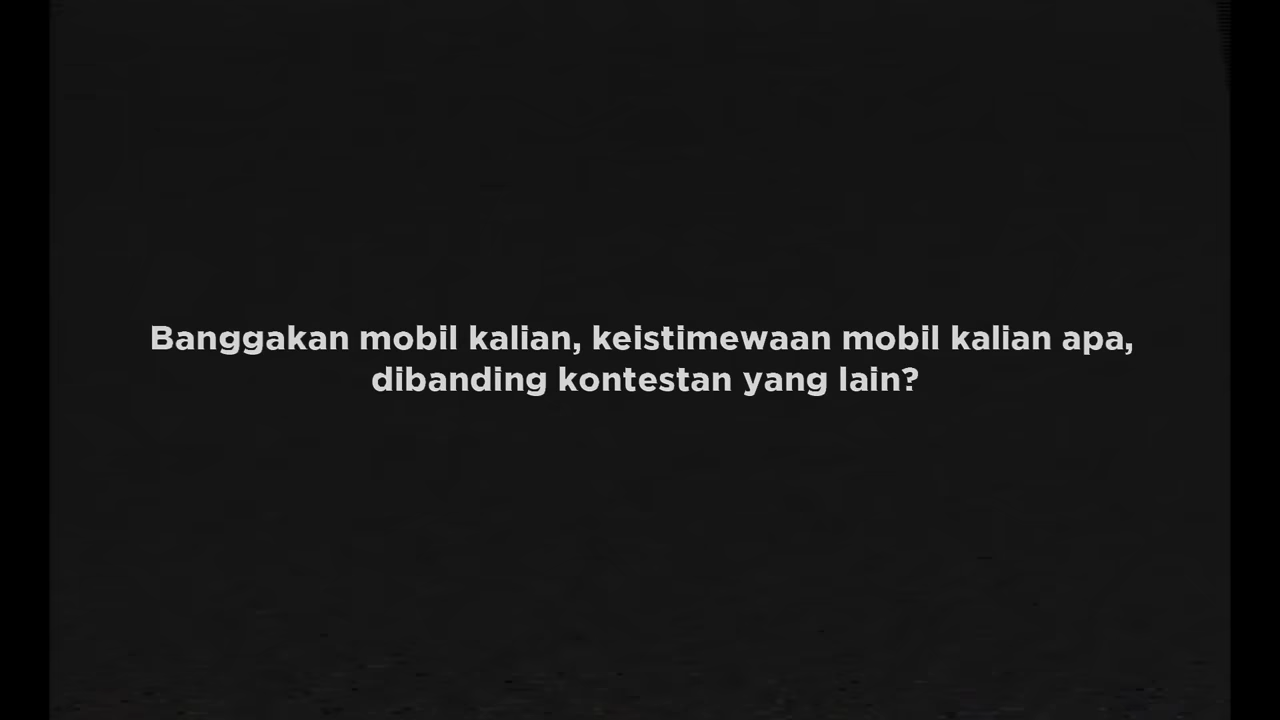 Banggakan mobil kalian, keistimewaan mobil kalian apa,
dibanding kontestan yang lain?